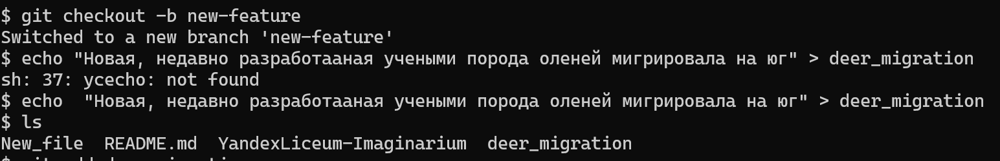 $ git checkout -b new-feature
Switched to a new branch 'new-feature'
$ echo "Новая, недавно разработааная учеными порода оленей мигрировала на юг" > deer_migration
sh: 37: усecho: not found
$ echo  "Новая, недавно разработааная учеными порода оленей мигрировала на юг" > deer_migration
$ ls
New_file  README.md  YandexLiceum-Imaginarium  deer_migration